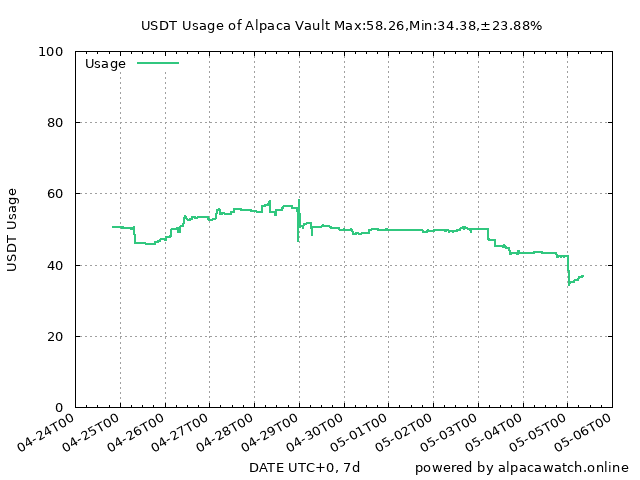 USDT Usage of Alpaca Vault Max:58.26,Min:34.38,±23.88%
Usage
USDT Usage
100
80
60
40
20
0
04-24T00
04-25T00
04-26T00
04-27T00
04-28T00
04-29T00
04-30T00
05-01T00
05-02T00
05-03T00
05-04T00
05-05T00
05-06T00
DATE UTC+0, 7d
powered by alpacawatch.online